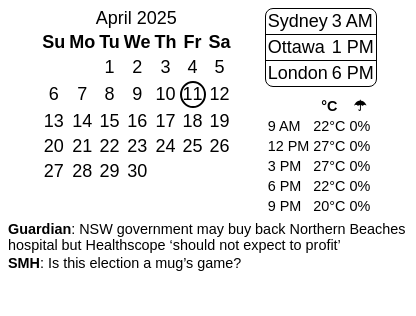 April 2025
Su Mo Tu We Th Fr Sa
1 2 3 4 5
6 7 8 9 10 11 12
13 14 15 16 17 18 19
20 21 22 23 24 25 26
27 28 29 30
Sydney 3 AM
Ottawa 1 PM
London 6 PM
°C ☂
9 AM 22°C 0%
12 PM 27°C 0%
3 PM 27°C 0%
6 PM 22°C 0%
9 PM 20°C 0%
Guardian: NSW government may buy back Northern Beaches
hospital but Healthscope ‘should not expect to profit’
SMH: Is this election a mug’s game?